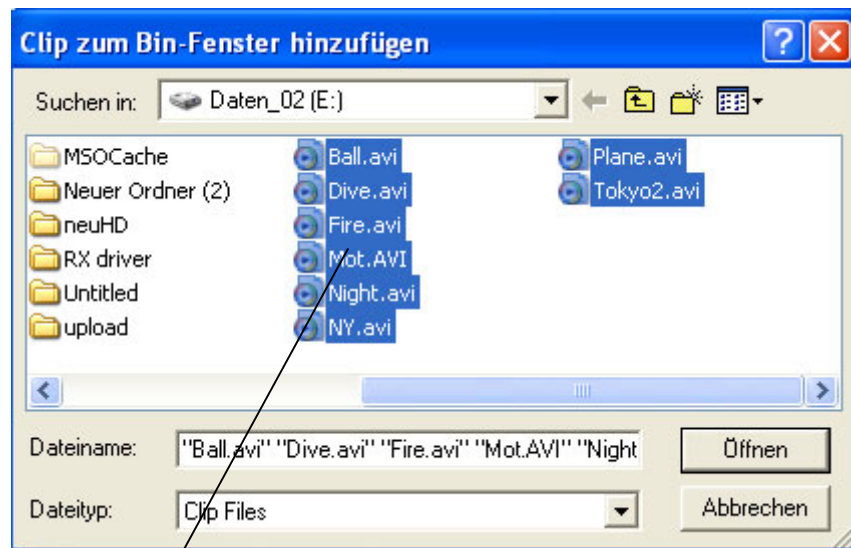 Clip zum Bin-Fenster hinzufügen
Suchen in: Daten_02 (E:)
MSOCache
Neuer Ordner (2)
neuHD
RX driver
Untitled
upload
Ball.avi
Dive.avi
Fire.avi
Mot.AVI
Night.avi
NY.avi
Plane.avi
Tokyo2.avi
Dateiname: "Ball.avi" "Dive.avi" "Fire.avi" "Mot.AVI" "Night
Öffnen
Dateityp: Clip Files
Abbrechen